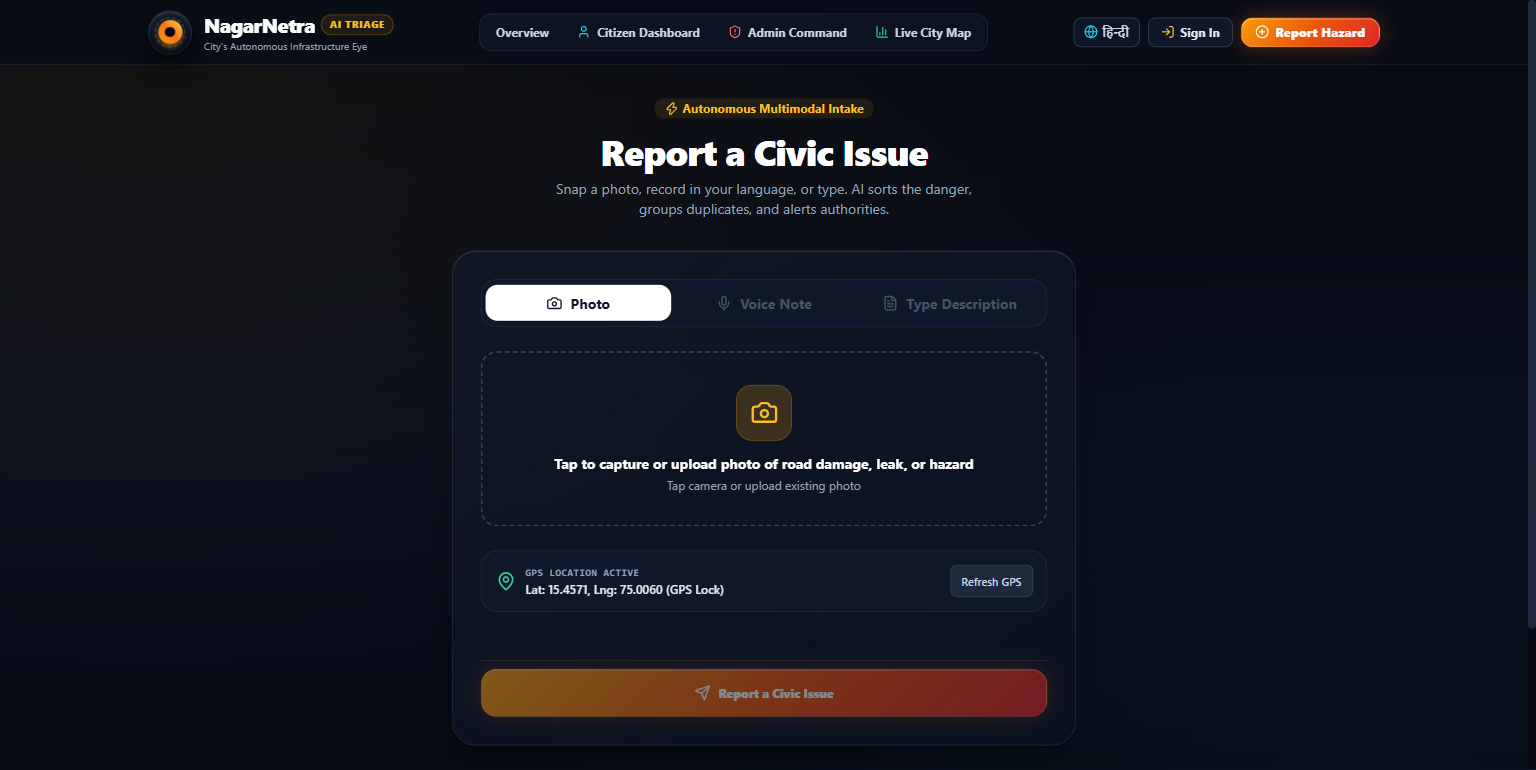 NagarNetra AI TRIAGE
City's Autonomous Infrastructure Eye
Overview Citizen Dashboard Admin Command Live City Map
हिन्दी Sign In Report Hazard
Autonomous Multimodal Intake
Report a Civic Issue
Snap a photo, record in your language, or type. AI sorts the danger,
groups duplicates, and alerts authorities.
Photo Voice Note Type Description
Tap to capture or upload photo of road damage, leak, or hazard
Tap camera or upload existing photo
GPS LOCATION ACTIVE
Lat: 15.4571, Lng: 75.0060 (GPS Lock)
Refresh GPS
Report a Civic Issue